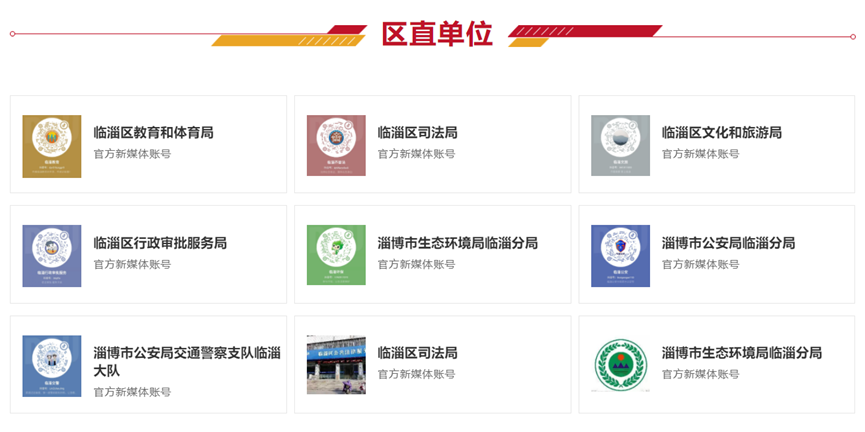 区直单位
临淄区教育和体育局
官方新媒体账号
临淄区司法局
官方新媒体账号
临淄区文化和旅游局
官方新媒体账号
临淄区行政审批服务局
官方新媒体账号
淄博市生态环境局临淄分局
官方新媒体账号
淄博市公安局临淄分局
官方新媒体账号
淄博市公安局交通警察支队临淄
大队
官方新媒体账号
临淄区司法局
官方新媒体账号
淄博市生态环境局临淄分局
官方新媒体账号